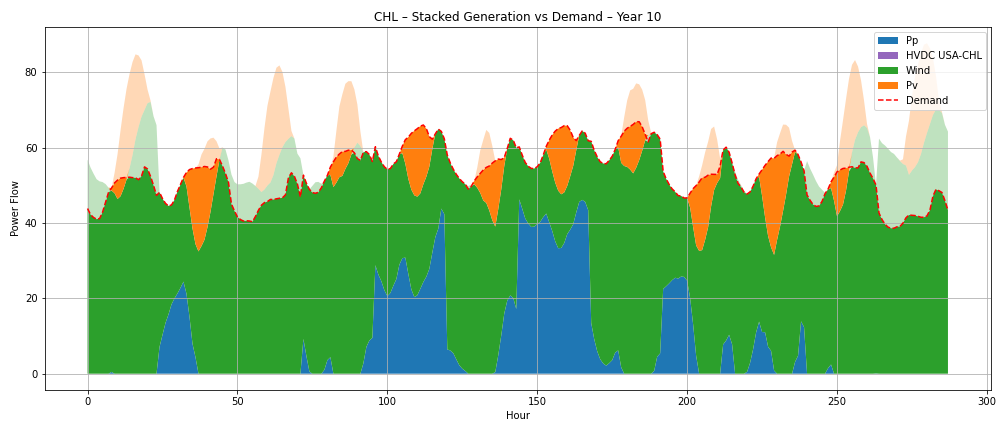 CHL – Stacked Generation vs Demand – Year 10
Power Flow
80
60
40
20
0
0
50
100
150
200
250
300
Hour
Pp
HVDC USA-CHL
Wind
Pv
Demand